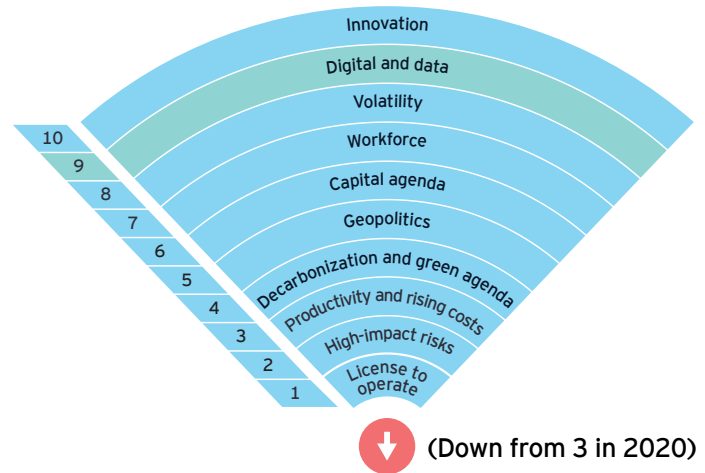 Innovation
Digital and data
Volatility
Workforce
Capital agenda
Geopolitics
Decarbonization and green agenda
Productivity and rising costs
High-impact risks
License to
operate
10
9
8
7
6
5
4
3
2
1
(Down from 3 in 2020)